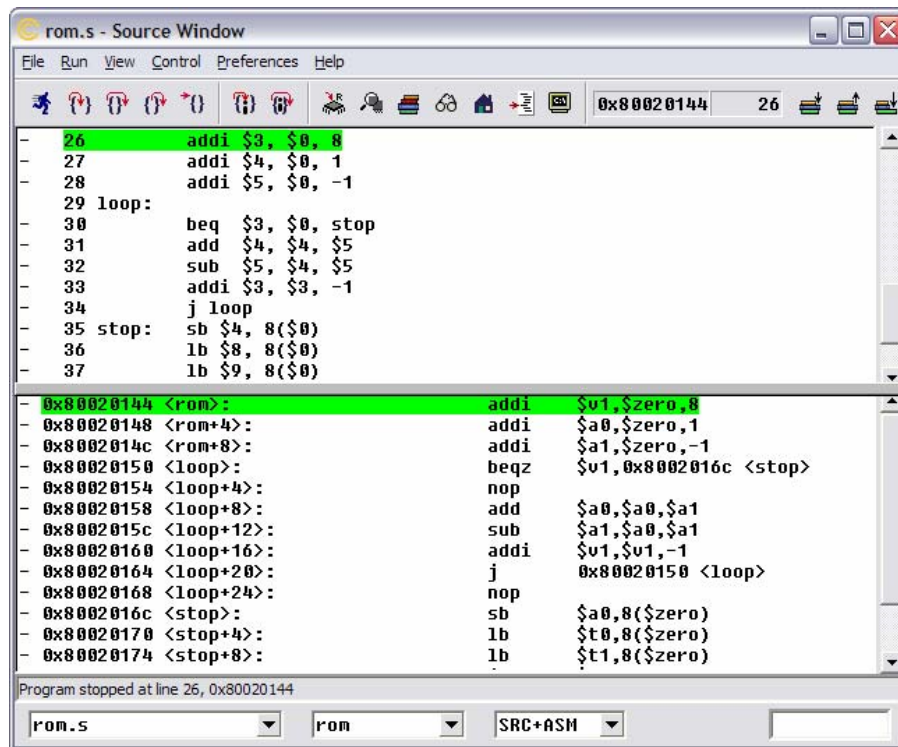 rom.s - Source Window
File Run View Control Preferences Help
0x80020144 26
- 26 addi $3, $0, 8
- 27 addi $4, $0, 1
- 28 addi $5, $0, -1
29 loop:
- 30 beq $3, $0, stop
- 31 add $4, $4, $5
- 32 sub $5, $4, $5
- 33 addi $3, $3, -1
- 34 j loop
- 35 stop: sb $4, 8($0)
- 36 lb $8, 8($0)
- 37 lb $9, 8($0)
- 0x80020144 <rom>: addi $v1,$zero,8
- 0x80020148 <rom+4>: addi $a0,$zero,1
- 0x8002014c <rom+8>: addi $a1,$zero,-1
- 0x80020150 <loop>: beqz $v1,0x8002016c <stop>
- 0x80020154 <loop+4>: nop
- 0x80020158 <loop+8>: add $a0,$a0,$a1
- 0x8002015c <loop+12>: sub $a1,$a0,$a1
- 0x80020160 <loop+16>: addi $v1,$v1,-1
- 0x80020164 <loop+20>: j 0x80020150 <loop>
- 0x80020168 <loop+24>: nop
- 0x8002016c <stop>: sb $a0,8($zero)
- 0x80020170 <stop+4>: lb $t0,8($zero)
- 0x80020174 <stop+8>: lb $t1,8($zero)
Program stopped at line 26, 0x80020144
rom.s rom SRC+ASM